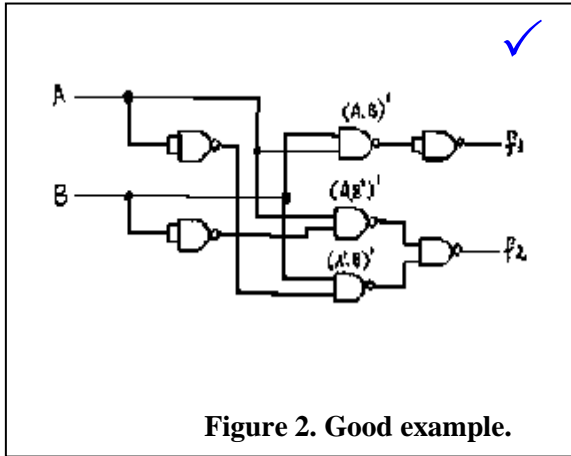 A
(A.B)'
f1
B
(A.B')'
(A'.B)'
f2
Figure 2. Good example.